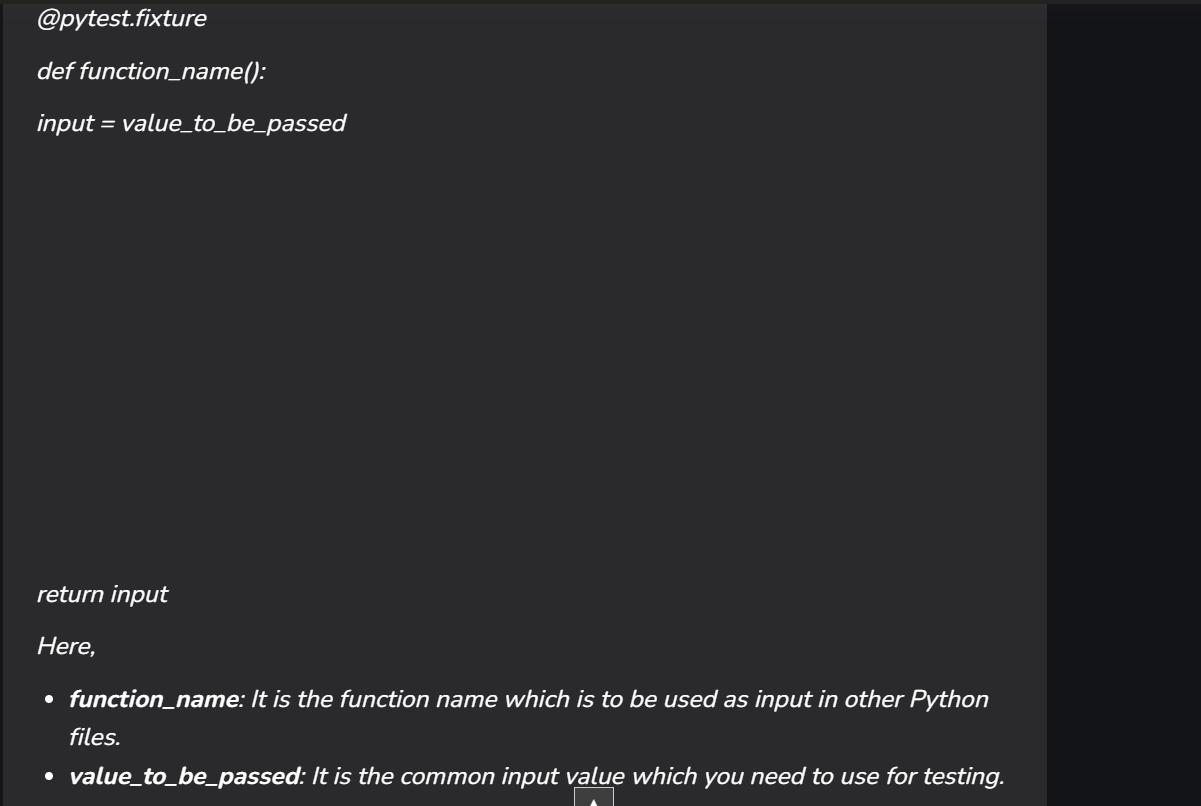 @pytest.fixture
def function_name():
input = value_to_be_passed
return input
Here,
function_name: It is the function name which is to be used as input in other Python
files.
value_to_be_passed: It is the common input value which you need to use for testing.